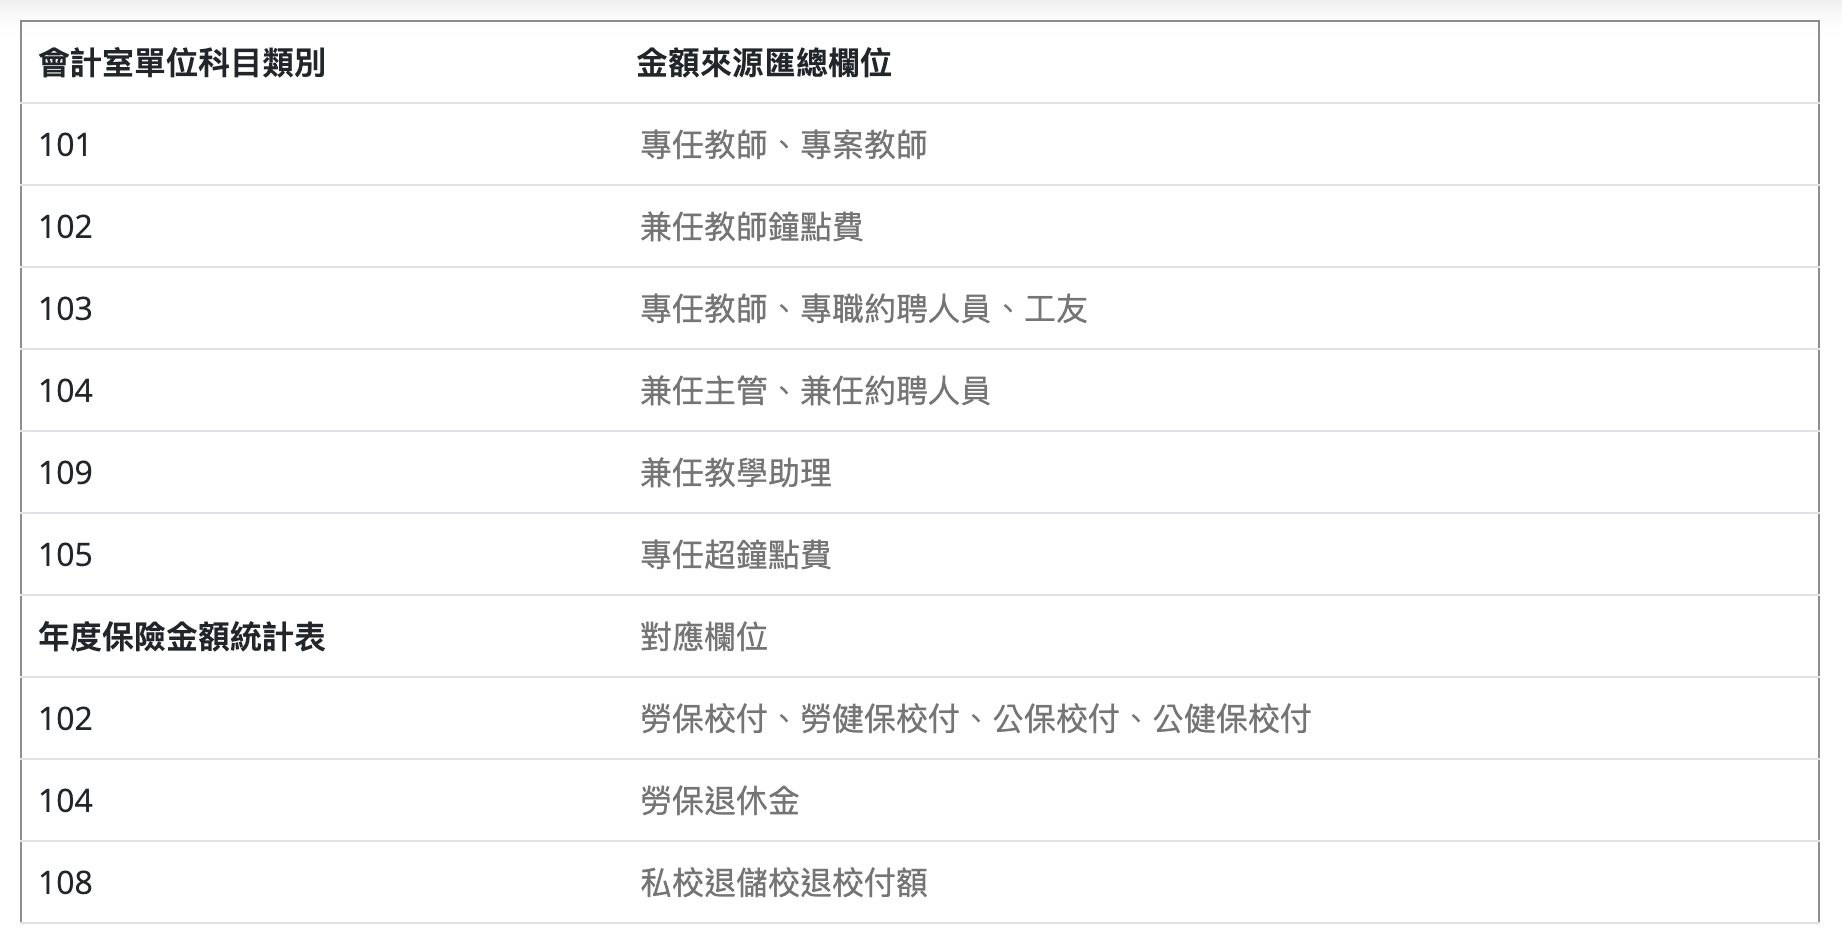 會計室單位科目類別 金額來源匯總欄位
101 專任教師、專案教師
102 兼任教師鐘點費
103 專任教師、專職約聘人員、工友
104 兼任主管、兼任約聘人員
109 兼任教學助理
105 專任超鐘點費
年度保險金額統計表 對應欄位
102 勞保校付、勞健保校付、公保校付、公健保校付
104 勞保退休金
108 私校退儲校退校付額